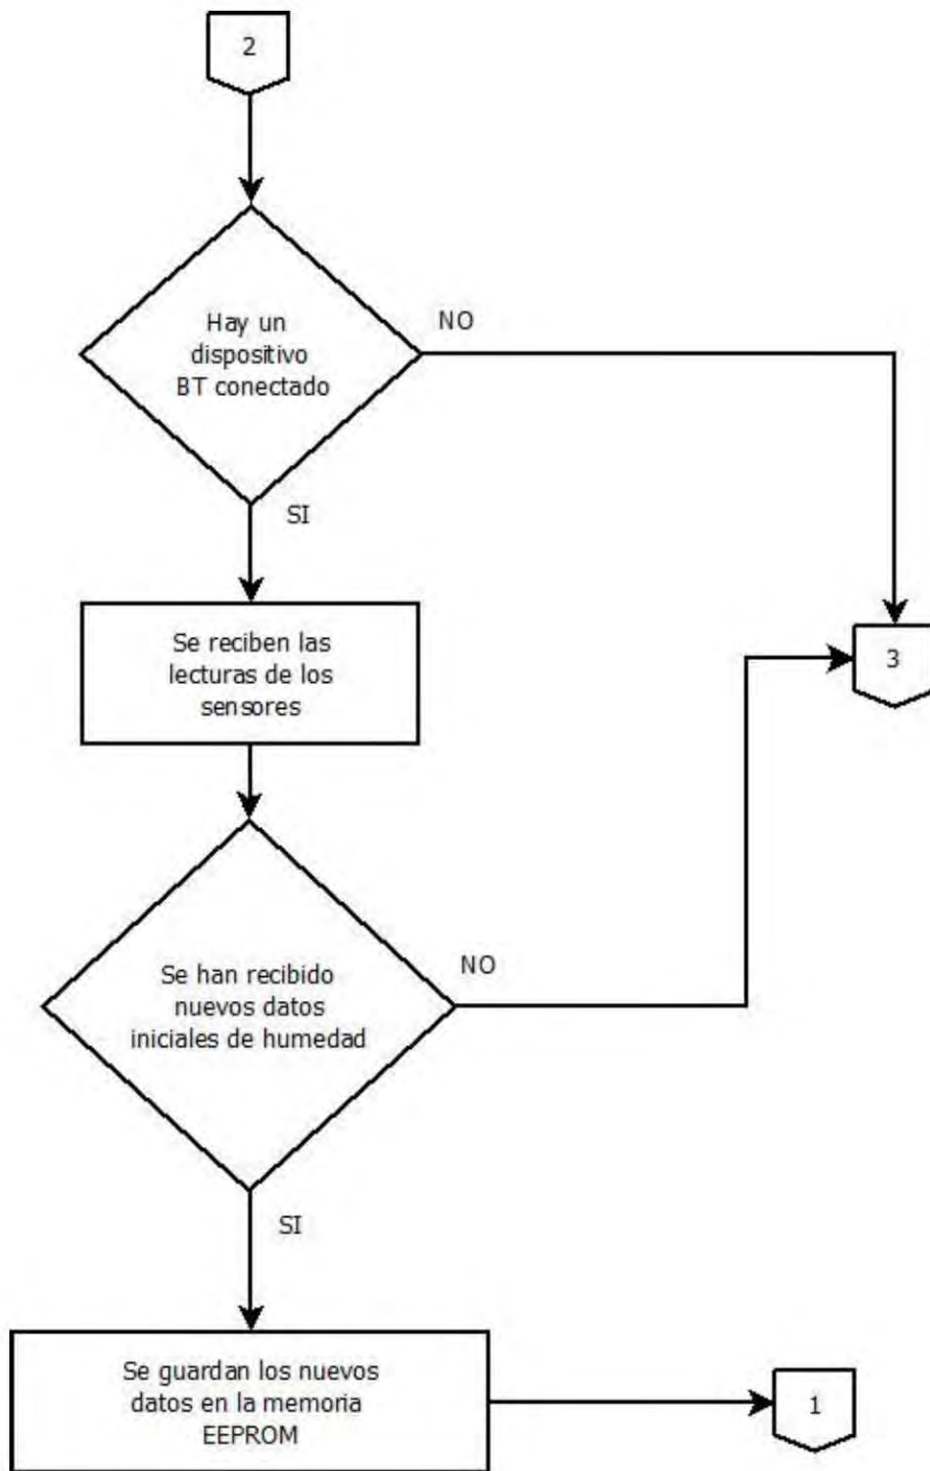 2
Hay un
dispositivo
BT conectado
NO
SI
Se reciben las
lecturas de los
sensores
3
Se han recibido
nuevos datos
iniciales de humedad
NO
SI
Se guardan los nuevos
datos en la memoria
EEPROM
1